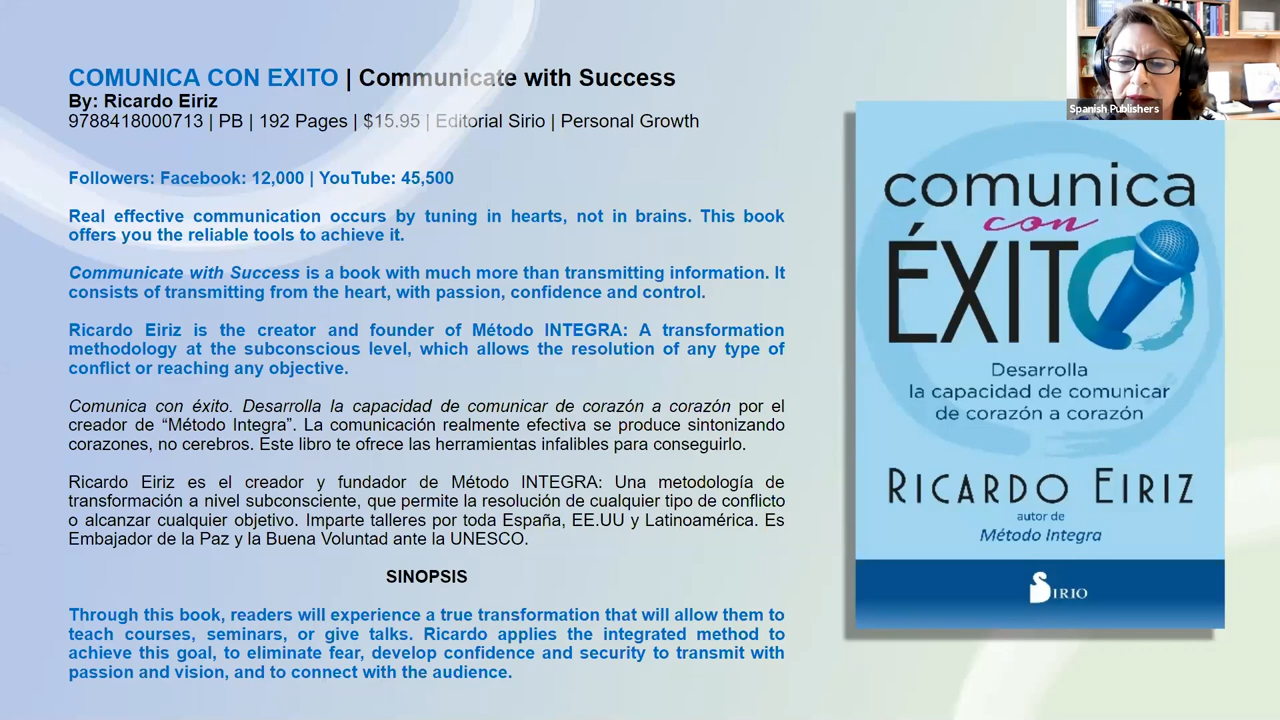 COMUNICA CON EXITO | Communicate with Success
By: Ricardo Eiriz
9788418000713 | PB | 192 Pages | $15.95 | Editorial Sirio | Personal Growth
Followers: Facebook: 12,000 | YouTube: 45,500
Real effective communication occurs by tuning in hearts, not in brains. This book
offers you the reliable tools to achieve it.
Communicate with Success is a book with much more than transmitting information. It
consists of transmitting from the heart, with passion, confidence and control.
Ricardo Eiriz is the creator and founder of Método INTEGRA: A transformation
methodology at the subconscious level, which allows the resolution of any type of
conflict or reaching any objective.
Comunica con éxito. Desarrolla la capacidad de comunicar de corazón a corazón por el
creador de “Método Integra”. La comunicación realmente efectiva se produce sintonizando
corazones, no cerebros. Este libro te ofrece las herramientas infalibles para conseguirlo.
Ricardo Eiriz es el creador y fundador de Método INTEGRA: Una metodología de
transformación a nivel subconsciente, que permite la resolución de cualquier tipo de conflicto
o alcanzar cualquier objetivo. Imparte talleres por toda España, EE.UU y Latinoamérica. Es
Embajador de la Paz y la Buena Voluntad ante la UNESCO.
SINOPSIS
Through this book, readers will experience a true transformation that will allow them to
teach courses, seminars, or give talks. Ricardo applies the integrated method to
achieve this goal, to eliminate fear, develop confidence and security to transmit with
passion and vision, and to connect with the audience.
Spanish Publishers
comunica
con
ÉXITO
Desarrolla
la capacidad de comunicar
de corazón a corazón
RICARDO EIRIZ
autor de
Método Integra
SIRIO